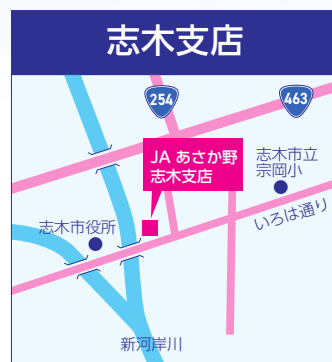 志木支店
254
463
JA あさか野
志木支店
志木市立
宗岡小
いろは通り
志木市役所
新河岸川